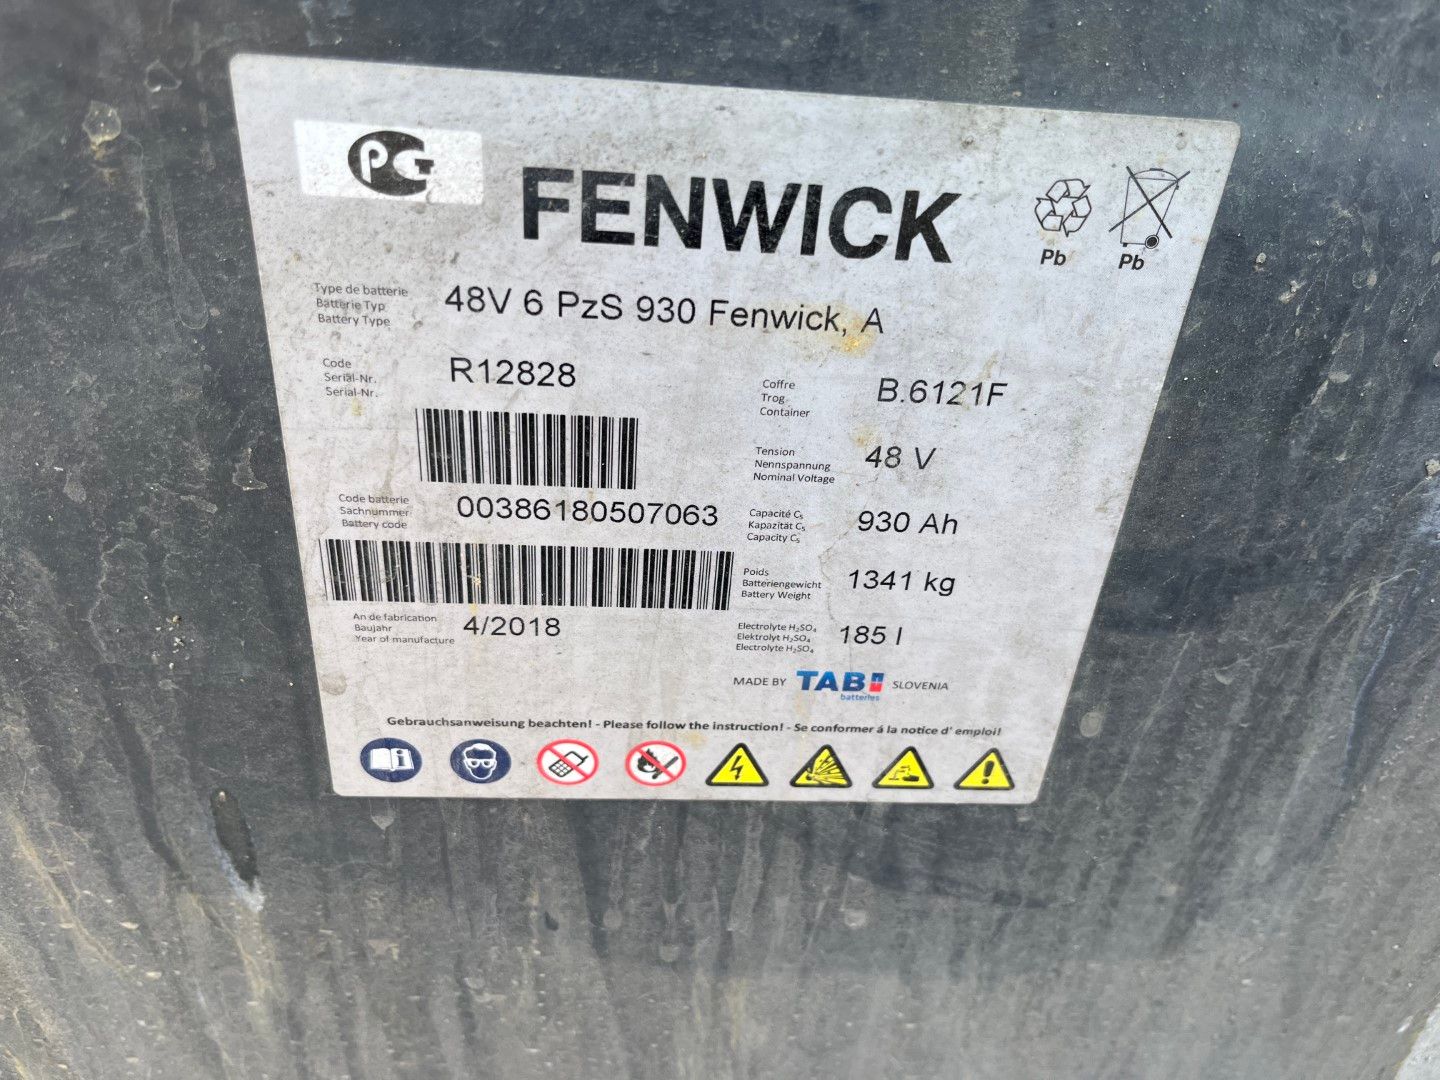 PG
FENWICK
Pb
Pb
Type de batterie
Batterie Typ
Battery Type
48V 6 PzS 930 Fenwick, A
Code
Serial-Nr.
Serial-Nr.
R12828
Coffre
Trog
Container
B.6121F
Tension
Nennspannung
Nominal Voltage
48 V
Code batterie
Sachnummer
Battery code
00386180507063
Capacité C₅
Kapazität C₅
Capacity C₅
930 Ah
Poids
Batteriengewicht
Battery Weight
1341 kg
An de fabrication
Baujahr
Year of manufacture
4/2018
Electrolyte H₂SO₄
Elektrolyt H₂SO₄
Electrolyte H₂SO₄
185 l
MADE BY TAB batteries SLOVENIA
Gebrauchsanweisung beachten! - Please follow the instruction! - Se conformer á la notice d' emploi!